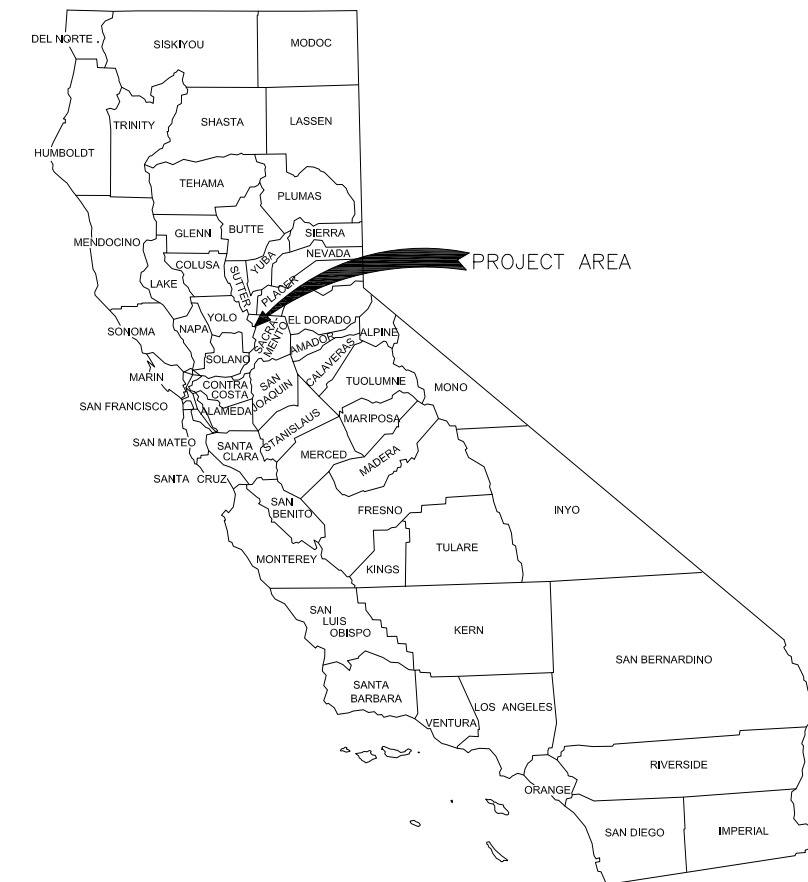 DEL NORTE
SISKIYOU
MODOC
TRINITY
SHASTA
LASSEN
HUMBOLDT
TEHAMA
PLUMAS
MENDOCINO
GLENN
BUTTE
SIERRA
NEVADA
YUBA
COLUSA
LAKE
SUTTER
PLACER
PROJECT AREA
SONOMA
NAPA
YOLO
SACRA-
MENTO
EL DORADO
ALPINE
AMADOR
SOLANO
CALAVERAS
MARIN
CONTRA
COSTA
SAN
JOAQUIN
TUOLUMNE
MONO
SAN FRANCISCO
ALAMEDA
STANISLAUS
MARIPOSA
SAN MATEO
SANTA
CLARA
MERCED
MADERA
SANTA CRUZ
SAN
BENITO
FRESNO
INYO
MONTEREY
KINGS
TULARE
SAN
LUIS
OBISPO
KERN
SAN BERNARDINO
SANTA
BARBARA
VENTURA
LOS ANGELES
RIVERSIDE
ORANGE
SAN DIEGO
IMPERIAL